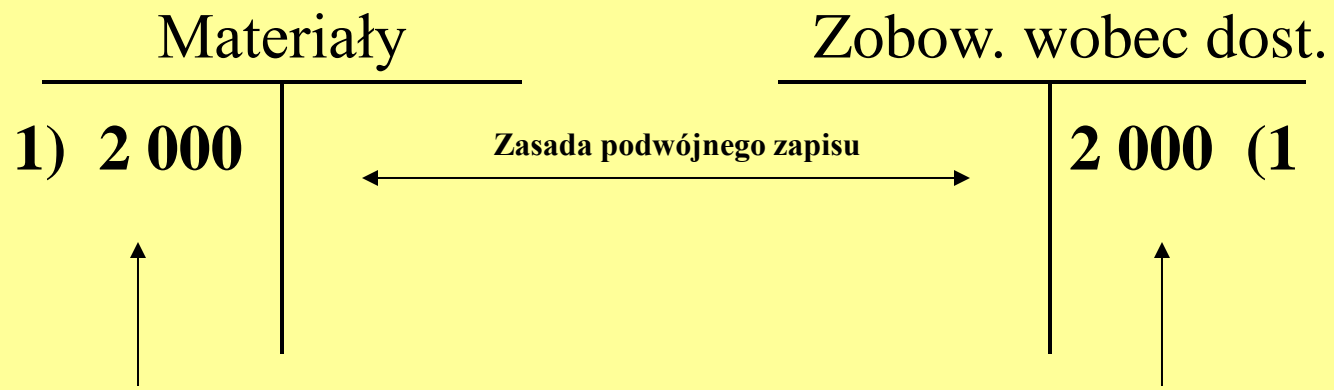 Materiały
Zobow. wobec dost.
1) 2 000
Zasada podwójnego zapisu
2 000 (1